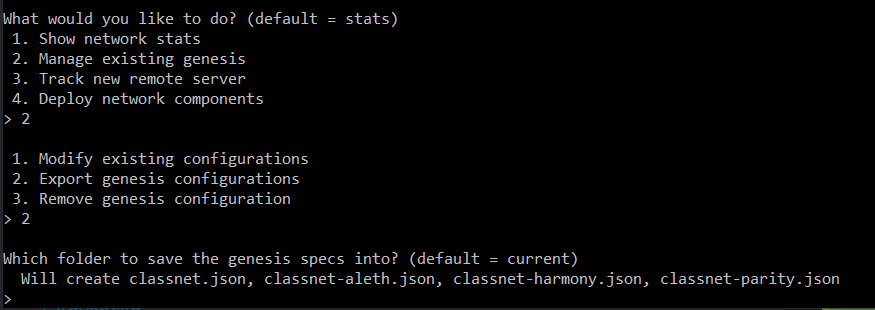 What would you like to do? (default = stats)
1. Show network stats
2. Manage existing genesis
3. Track new remote server
4. Deploy network components
> 2
1. Modify existing configurations
2. Export genesis configurations
3. Remove genesis configuration
> 2
Which folder to save the genesis specs into? (default = current)
Will create classnet.json, classnet-aleth.json, classnet-harmony.json, classnet-parity.json
>